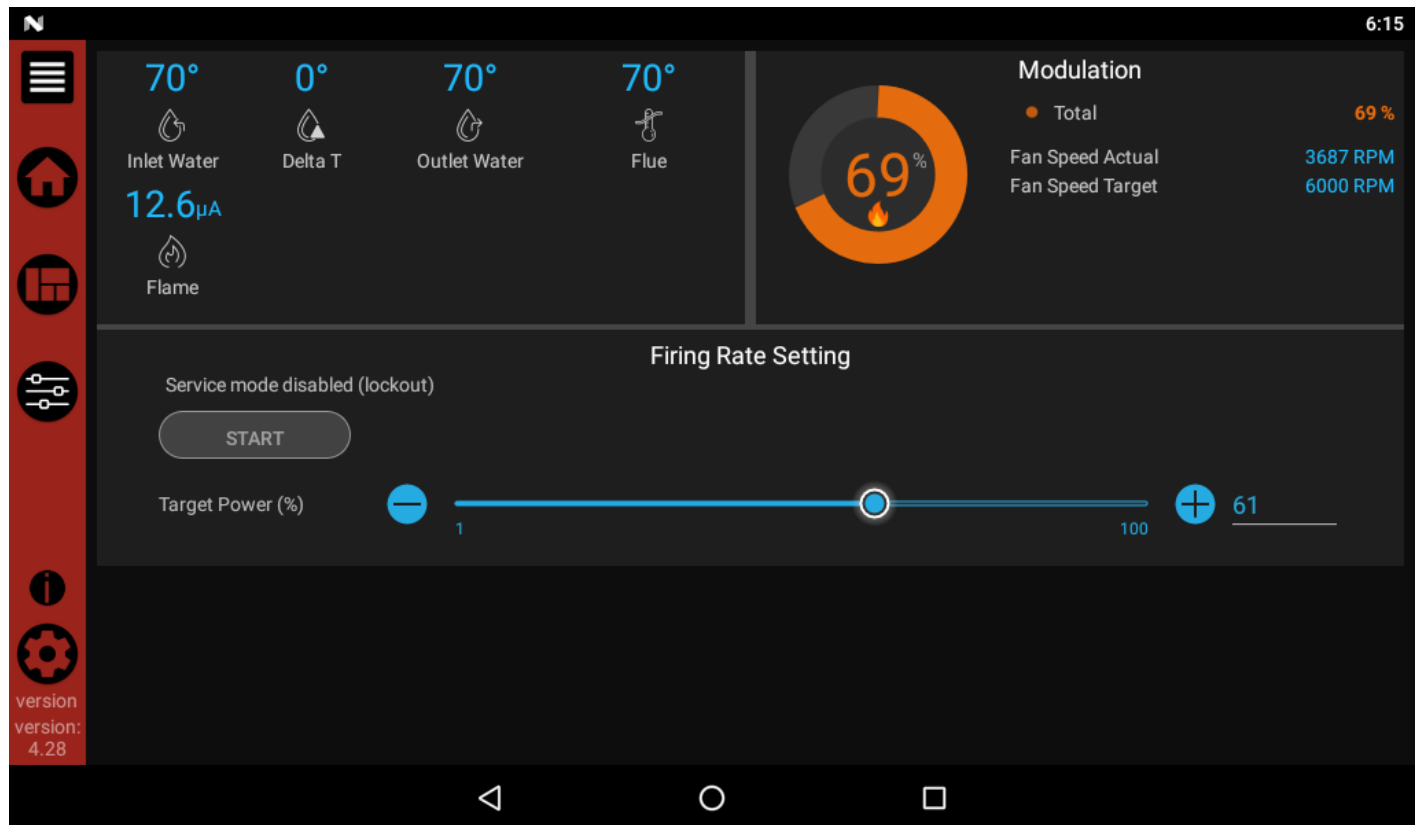 6:15
70° 0° 70° 70°
Inlet Water Delta T Outlet Water Flue
12.6µA
Flame
Modulation
69%
Total 69 %
Fan Speed Actual 3687 RPM
Fan Speed Target 6000 RPM
Firing Rate Setting
Service mode disabled (lockout)
START
Target Power (%) 61
1 100
version
version:
4.28